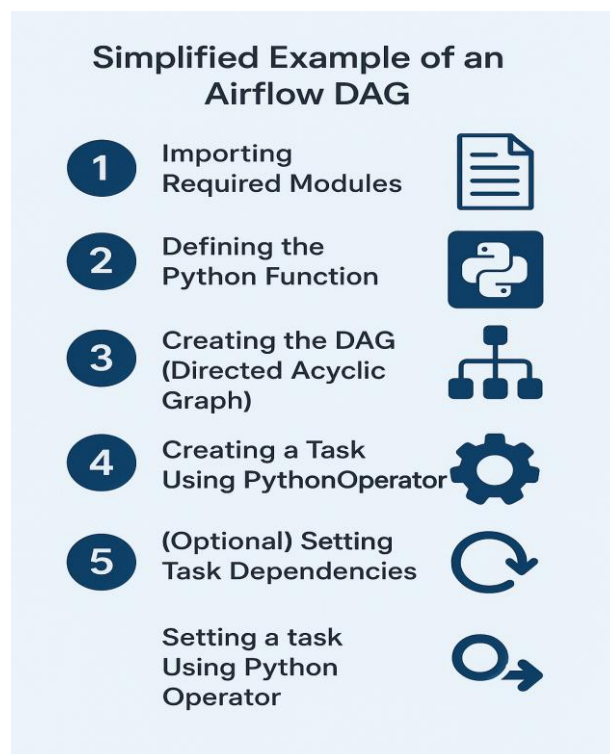 Simplified Example of an
Airflow DAG
1
Importing
Required Modules
2
Defining the
Python Function
3
Creating the DAG
(Directed Acyclic
Graph)
4
Creating a Task
Using PythonOperator
5
(Optional) Setting
Task Dependencies
Setting a task
Using Python
Operator